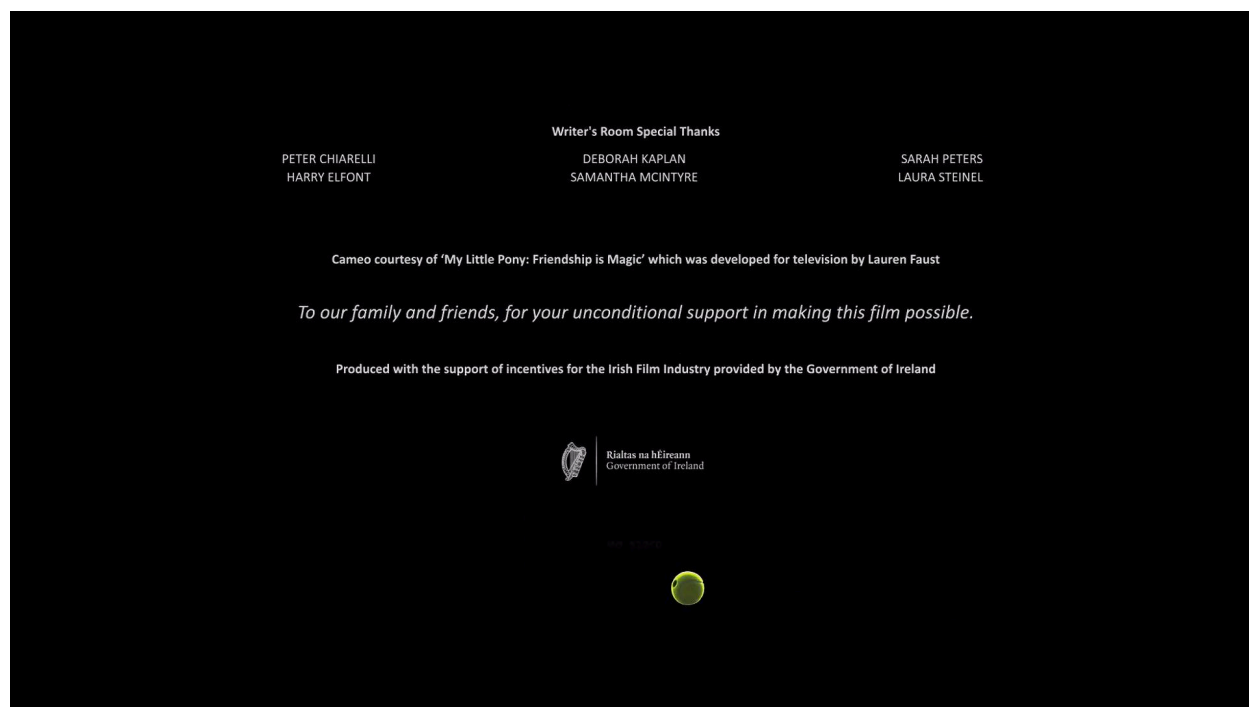 Writer's Room Special Thanks
PETER CHIARELLI DEBORAH KAPLAN SARAH PETERS
HARRY ELFONT SAMANTHA MCINTYRE LAURA STEINEL
Cameo courtesy of ‘My Little Pony: Friendship is Magic’ which was developed for television by Lauren Faust
To our family and friends, for your unconditional support in making this film possible.
Produced with the support of incentives for the Irish Film Industry provided by the Government of Ireland
Rialtas na hÉireann
Government of Ireland